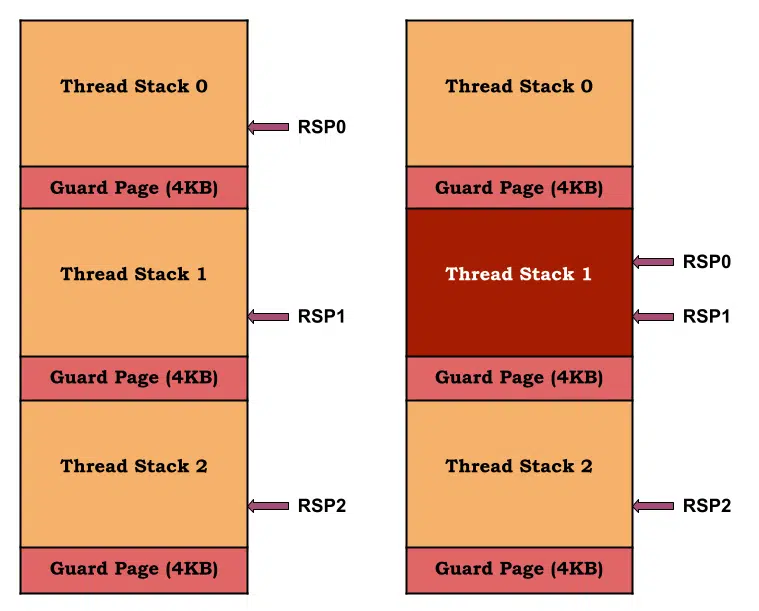 Thread Stack 0
RSP0
Guard Page (4KB)
Thread Stack 1
RSP1
Guard Page (4KB)
Thread Stack 2
RSP2
Guard Page (4KB)
Thread Stack 0
Guard Page (4KB)
RSP0
Thread Stack 1
RSP1
Guard Page (4KB)
Thread Stack 2
RSP2
Guard Page (4KB)